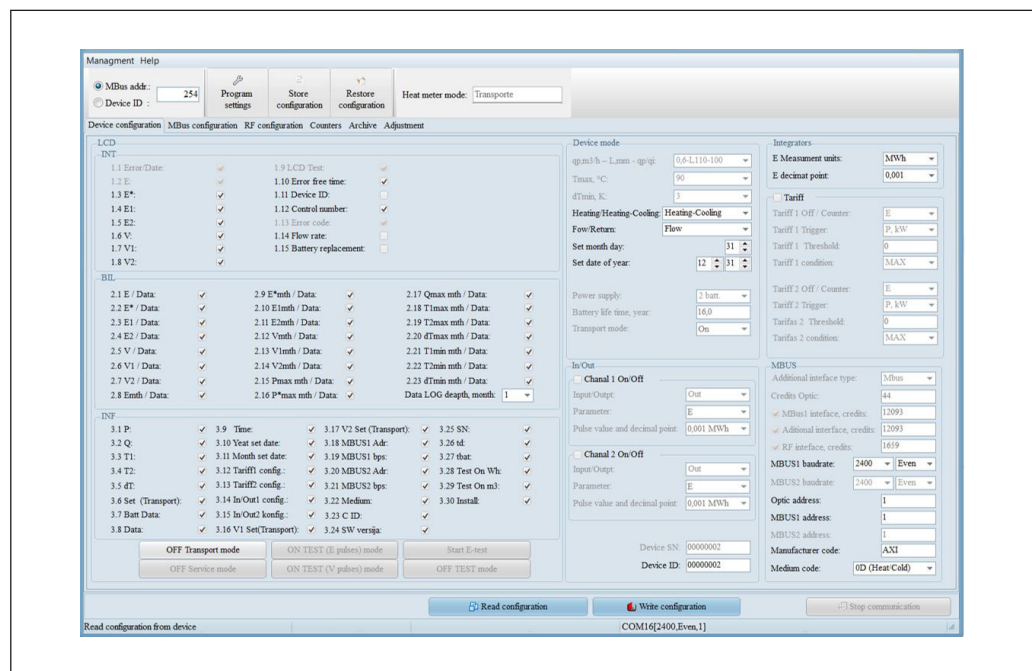 Managment Help
MBus addr.: 254
Device ID :
Program settings
Store configuration
Restore configuration
Heat meter mode: Transporte
Device configuration MBus configuration RF configuration Counters Archive Adjustment
LCD
INT
1.1 Error/Date:
1.2 E:
1.3 E*:
1.4 E1:
1.5 E2:
1.6 V:
1.7 V1:
1.8 V2:
1.9 LCD Test:
1.10 Error free time:
1.11 Device ID:
1.12 Control number:
1.13 Error code:
1.14 Flow rate:
1.15 Battery replacement:
BIL
2.1 E / Data:
2.2 E* / Data:
2.3 E1 / Data:
2.4 E2 / Data:
2.5 V / Data:
2.6 V1 / Data:
2.7 V2 / Data:
2.8 Emth / Data:
2.9 E*mth / Data:
2.10 E1mth / Data:
2.11 E2mth / Data:
2.12 Vmth / Data:
2.13 V1mth / Data:
2.14 V2mth / Data:
2.15 Pmax mth / Data:
2.16 P*max mth / Data:
2.17 Qmax mth / Data:
2.18 T1max mth / Data:
2.19 T2max mth / Data:
2.20 dTmax mth / Data:
2.21 T1min mth / Data:
2.22 T2min mth / Data:
2.23 dTmin mth / Data:
Data LOG deapth, month: 1
INF
3.1 P:
3.2 Q:
3.3 T1:
3.4 T2:
3.5 dT:
3.6 Set (Transport):
3.7 Batt Data:
3.8 Data:
3.9 Time:
3.10 Yeat set date:
3.11 Month set date:
3.12 Tariff1 config.:
3.13 Tariff2 config.:
3.14 In/Out1 config.:
3.15 In/Out2 konfig.:
3.16 V1 Set(Transport):
3.17 V2 Set (Transport):
3.18 MBUS1 Adr:
3.19 MBUS1 bps:
3.20 MBUS2 Adr:
3.21 MBUS2 bps:
3.22 Medium:
3.23 C ID:
3.24 SW versija:
3.25 SN:
3.26 td:
3.27 tbat:
3.28 Test On Wh:
3.29 Test On m3:
3.30 Install:
OFF Transport mode ON TEST (E pulses) mode Start E-test
OFF Service mode ON TEST (V pulses) mode OFF TEST mode
Device mode
qp,m3/h – L,mm - qp/qi: 0,6-L110-100
Tmax, °C: 90
dTmin, K: 3
Heating/Heating-Cooling: Heating-Cooling
Fow/Return: Flow
Set month day: 31
Set date of year: 12 31
Power supply: 2 batt.
Battery life time, year: 16,0
Transport mode: On
In/Out
Chanal 1 On/Off
Input/Outpt: Out
Parameter: E
Pulse value and decimal point: 0,001 MWh
Chanal 2 On/Off
Input/Outpt: Out
Parameter: E
Pulse value and decimal point: 0,001 MWh
Device SN: 00000002
Device ID: 00000002
Integrators
E Measument units: MWh
E decimat point: 0,001
Tariff
Tariff 1 Off / Counter: E
Tariff 1 Trigger: P, kW
Tariff 1 Threshold: 0
Tariff 1 condition: MAX
Tariff 2 Off / Counter: E
Tariff 2 Trigger: P, kW
Tarifas 2 Threshold: 0
Tarifas 2 condition: MAX
MBUS
Additional inteface type: Mbus
Credits Optic: 44
MBus1 inteface, credits: 12093
Aditional interface, credits: 12093
RF inteface, credits: 1659
MBUS1 baudrate: 2400 Even
MBUS2 baudrate: 2400 Even
Optic address: 1
MBUS1 address: 1
MBUS2 address: 1
Manufacturer code: AXI
Medium code: 0D (Heat/Cold)
Read configuration Write configuration Stop communication
Read configuration from device COM16[2400,Even,1]